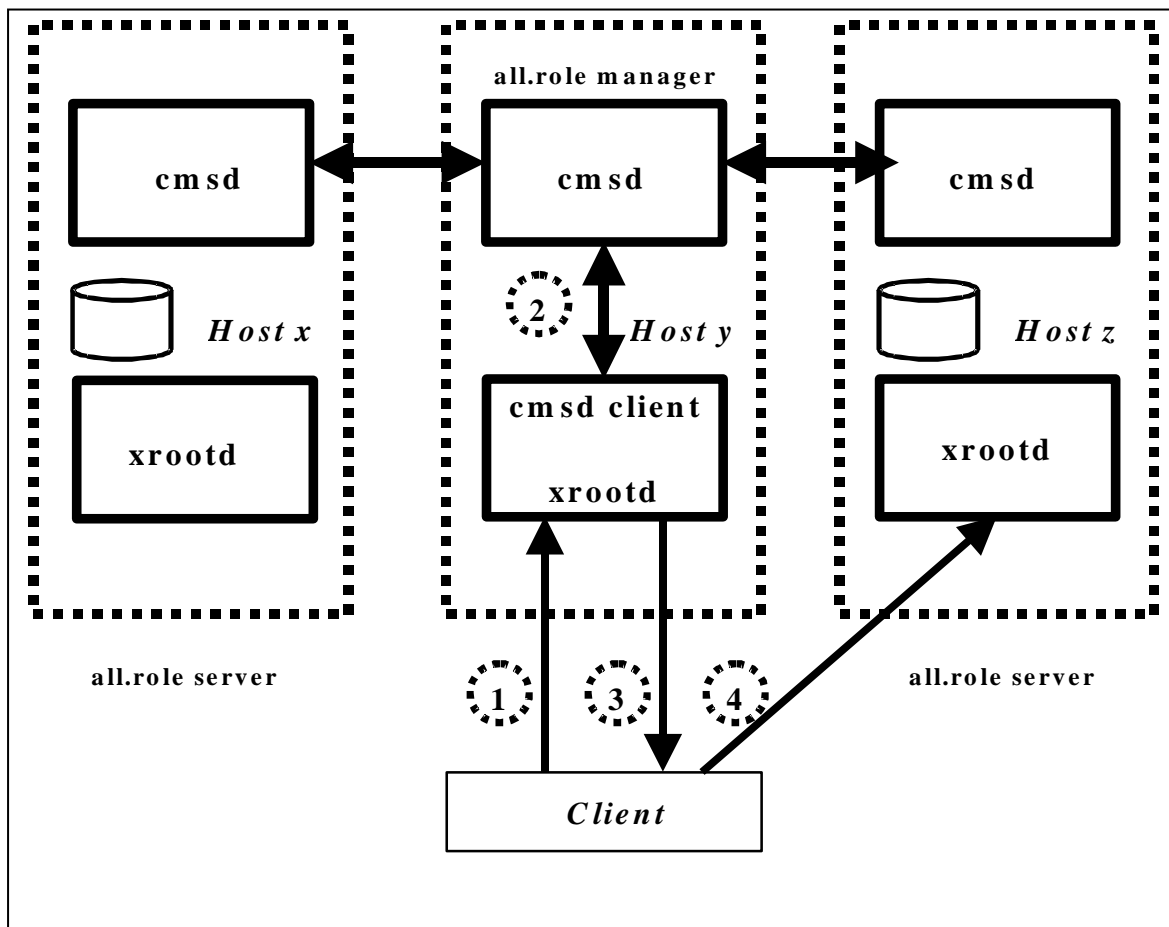 all.role manager
cmsd
cmsd
cmsd
2
Host x
Host y
Host z
cmsd client
xrootd
xrootd
xrootd
all.role server
all.role server
1
3
4
Client